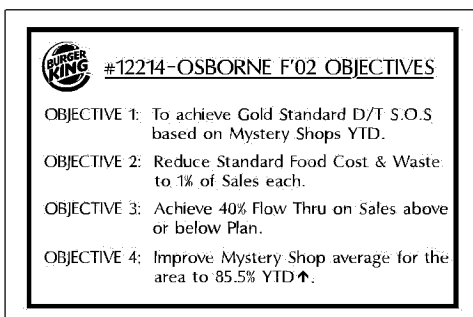 BURGER
KING
#12214-OSBORNE F'02 OBJECTIVES
OBJECTIVE 1: To achieve Gold Standard D/T S.O.S
based on Mystery Shops YTD.
OBJECTIVE 2: Reduce Standard Food Cost & Waste
to 1% of Sales each.
OBJECTIVE 3: Achieve 40% Flow Thru on Sales above
or below Plan.
OBJECTIVE 4: Improve Mystery Shop average for the
area to 85.5% YTD↑.